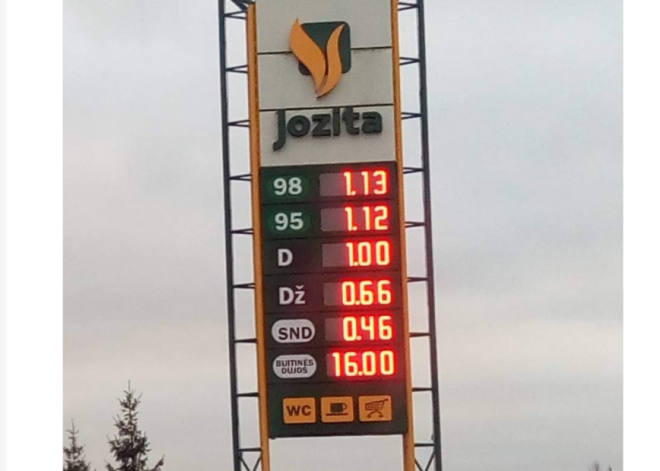 Jozita
98 1.13
95 1.12
D 1.00
Dž 0.66
SND 0.46
BUITINĖS
DUJOS 16.00
WC